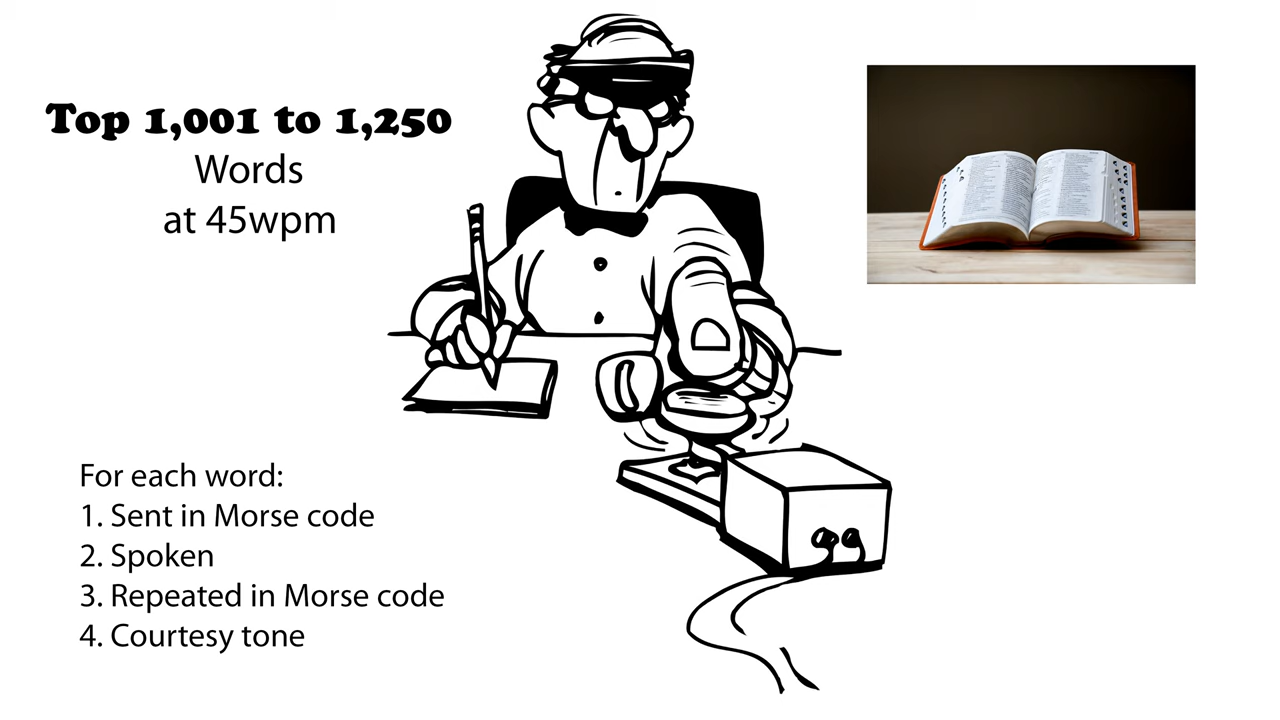 Top 1,001 to 1,250
Words
at 45wpm
For each word:
1. Sent in Morse code
2. Spoken
3. Repeated in Morse code
4. Courtesy tone